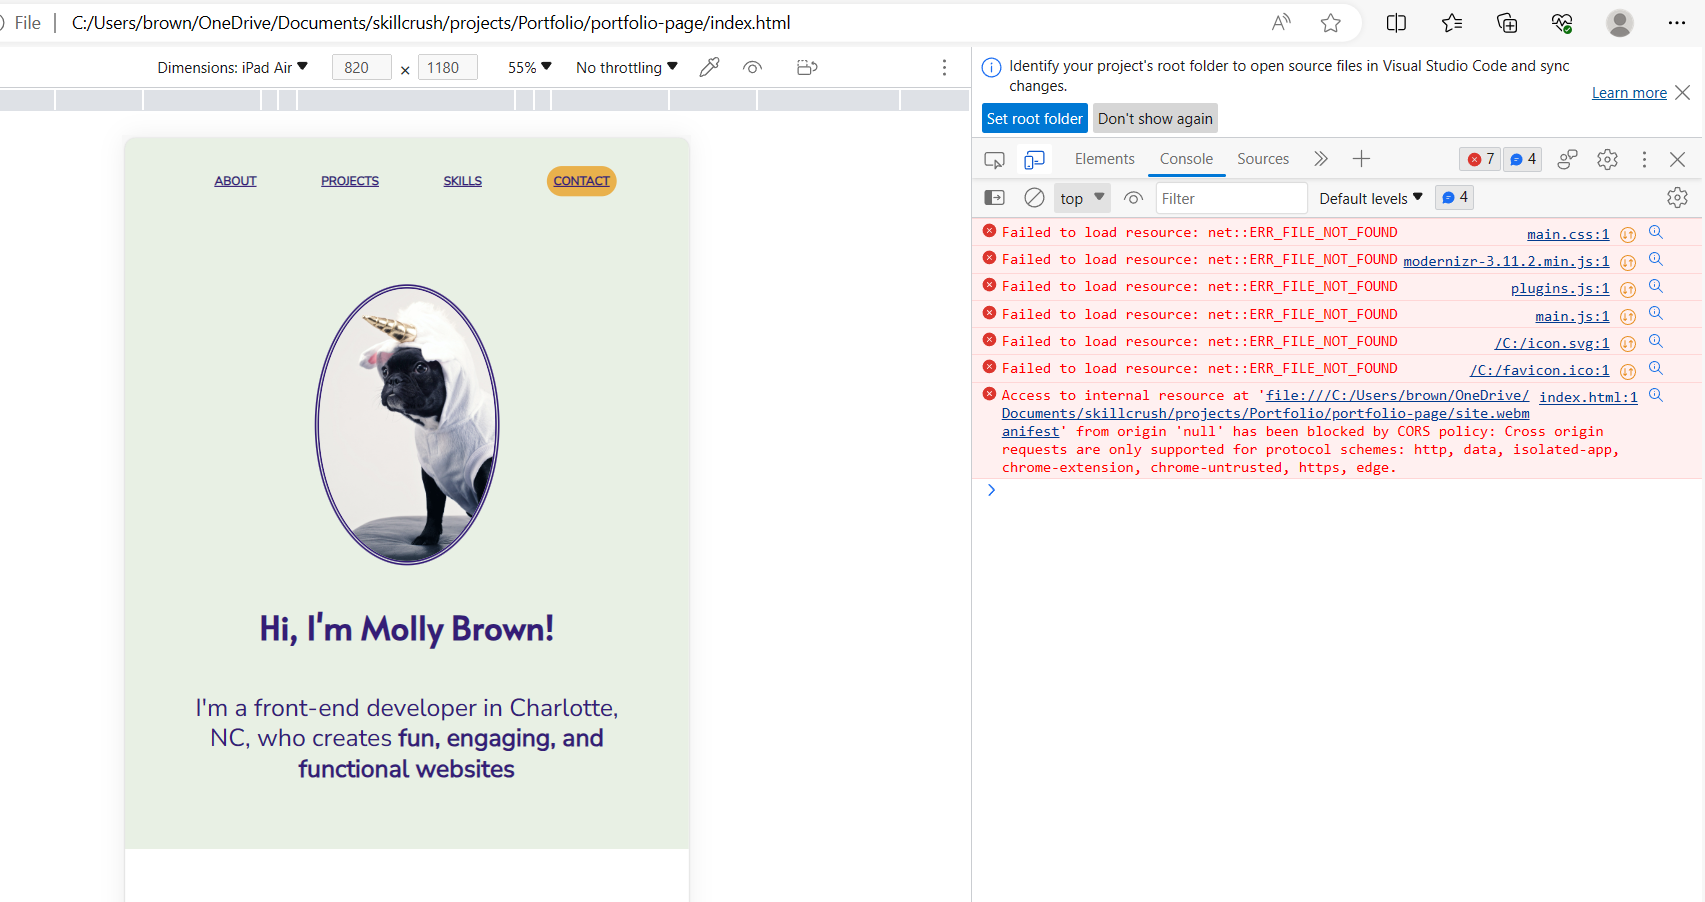 File
C:/Users/brown/OneDrive/Documents/skillcrush/projects/Portfolio/portfolio-page/index.html
Dimensions: iPad Air
820 × 1180
55%
No throttling
ABOUT
PROJECTS
SKILLS
CONTACT
Hi, I'm Molly Brown!
I'm a front-end developer in Charlotte,
NC, who creates fun, engaging, and
functional websites
Identify your project's root folder to open source files in Visual Studio Code and sync
changes.
Learn more
Set root folder
Don't show again
Elements
Console
Sources
7
4
top
Filter
Default levels
4
Failed to load resource: net::ERR_FILE_NOT_FOUND main.css:1
Failed to load resource: net::ERR_FILE_NOT_FOUND modernizr-3.11.2.min.js:1
Failed to load resource: net::ERR_FILE_NOT_FOUND plugins.js:1
Failed to load resource: net::ERR_FILE_NOT_FOUND main.js:1
Failed to load resource: net::ERR_FILE_NOT_FOUND /C:/icon.svg:1
Failed to load resource: net::ERR_FILE_NOT_FOUND /C:/favicon.ico:1
Access to internal resource at 'file:///C:/Users/brown/OneDrive/ index.html:1
Documents/skillcrush/projects/Portfolio/portfolio-page/site.webm
anifest' from origin 'null' has been blocked by CORS policy: Cross origin
requests are only supported for protocol schemes: http, data, isolated-app,
chrome-extension, chrome-untrusted, https, edge.